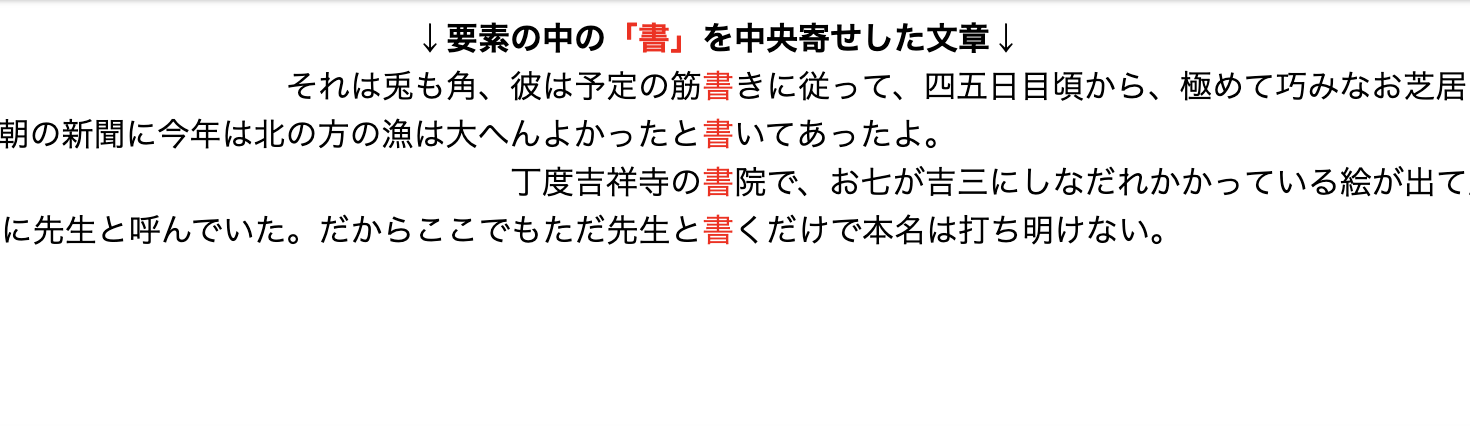 ↓要素の中の「書」を中央寄せした文章↓
それは兎も角、彼は予定の筋書きに従って、四五日目頃から、極めて巧みなお芝居
朝の新聞に今年は北の方の漁は大へんよかったと書いてあったよ。
丁度吉祥寺の書院で、お七が吉三にしなだれかかっている絵が出て
に先生と呼んでいた。だからここでもただ先生と書くだけで本名は打ち明けない。